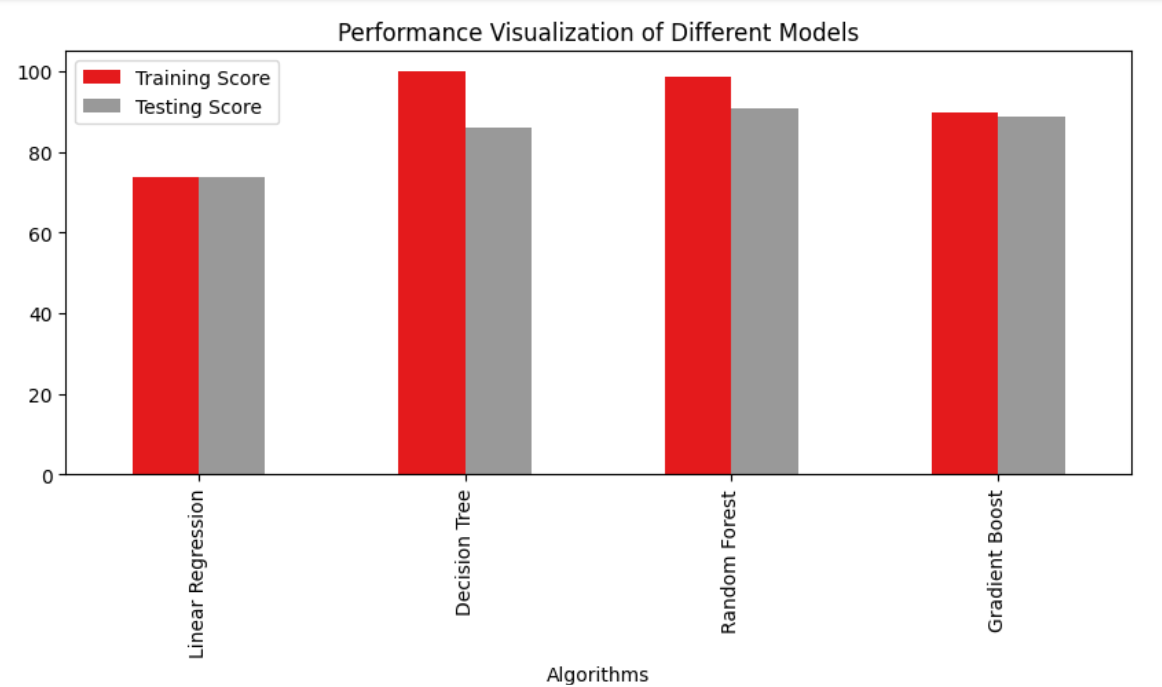 Performance Visualization of Different Models
Training Score
Testing Score
100
80
60
40
20
0
Linear Regression
Decision Tree
Random Forest
Gradient Boost
Algorithms